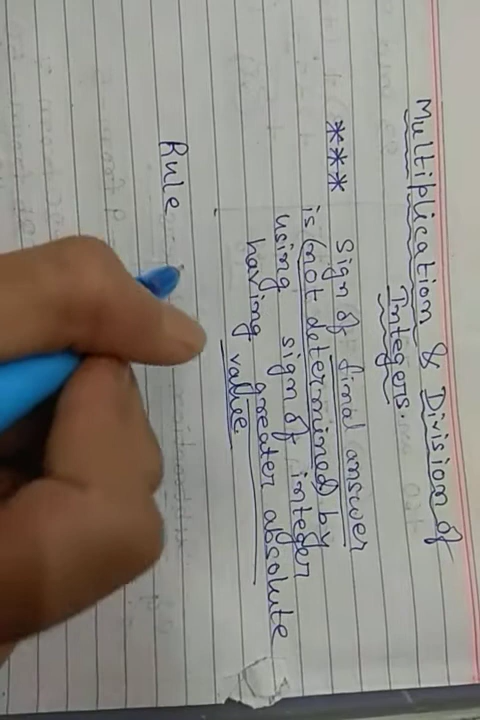 Multiplication & Division of
Integers.
*** Sign of final answer
is (not determined) by
using sign of integer
having greater absolute
value.
Rule